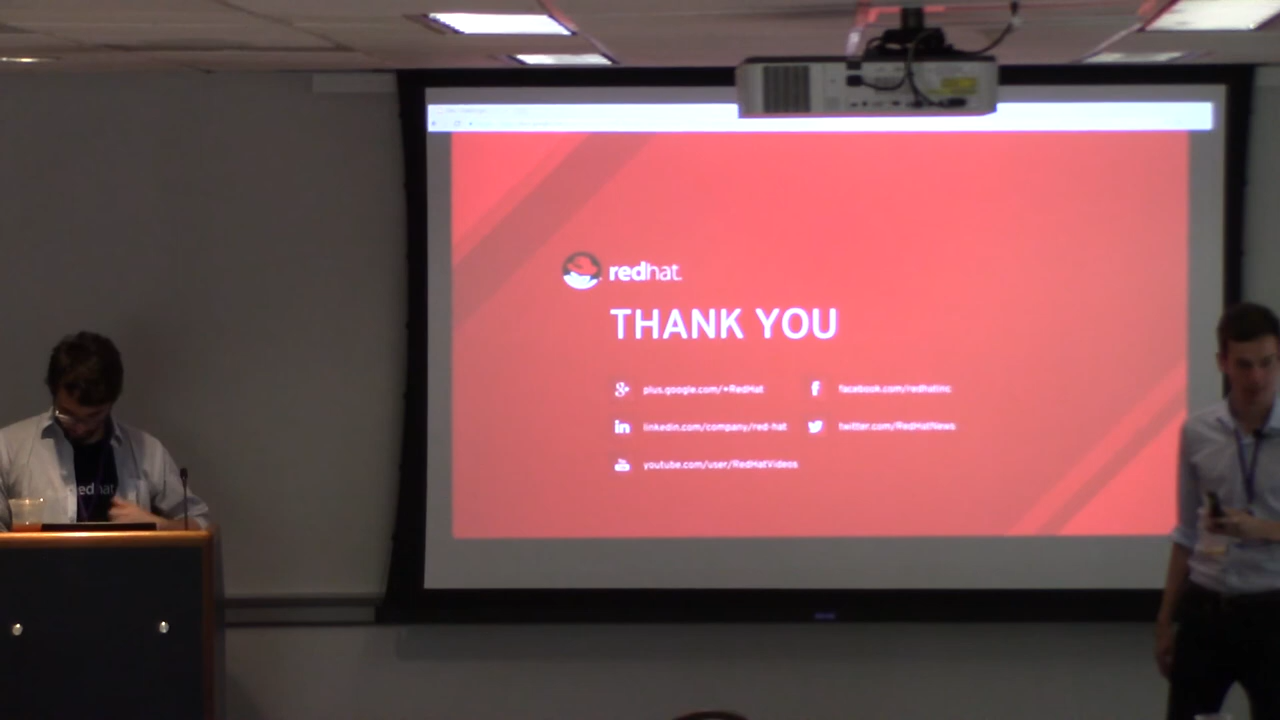 redhat.
THANK YOU
plus.google.com/+RedHat
facebook.com/redhatinc
linkedin.com/company/red-hat
twitter.com/RedHatNews
You
youtube.com/user/RedHatVideos
redhat